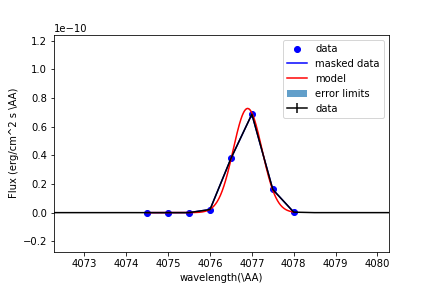 1e−10
1.2
1.0
0.8
0.6
0.4
0.2
0.0
−0.2
Flux (erg/cm^2 s \AA)
data
masked data
model
error limits
data
4073 4074 4075 4076 4077 4078 4079 4080
wavelength(\AA)